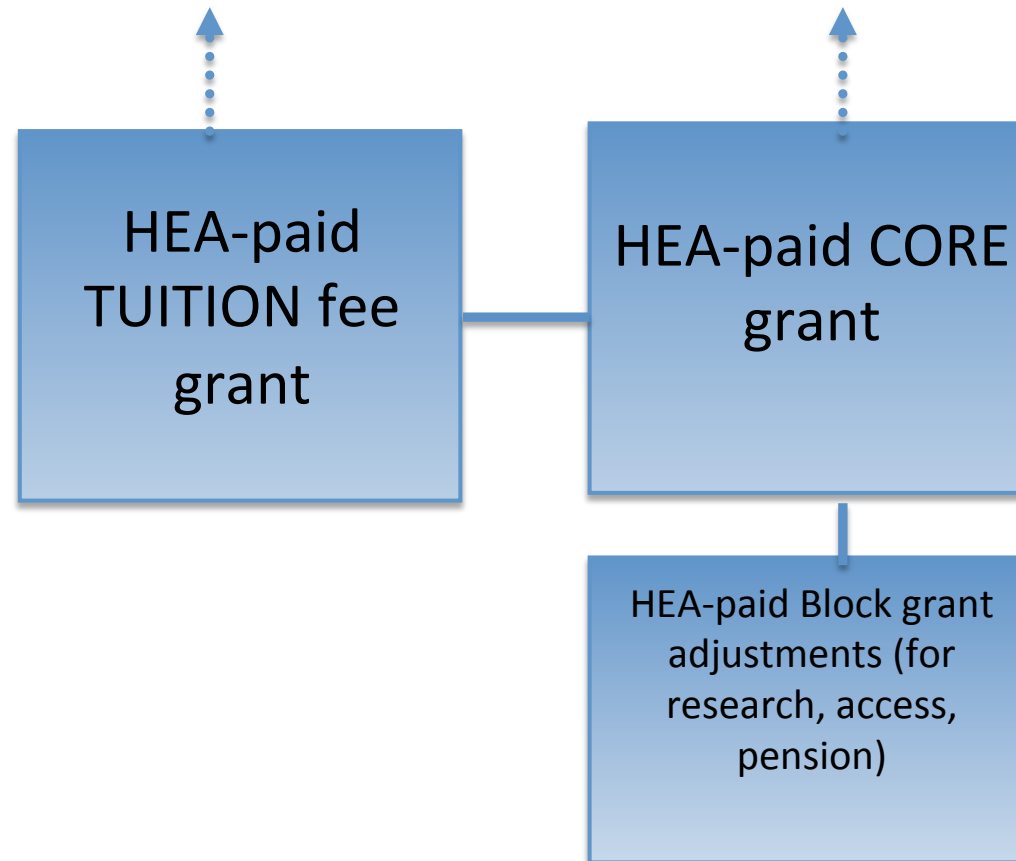 HEA-paid
TUITION fee
grant
HEA-paid CORE
grant
HEA-paid Block grant
adjustments (for
research, access,
pension)